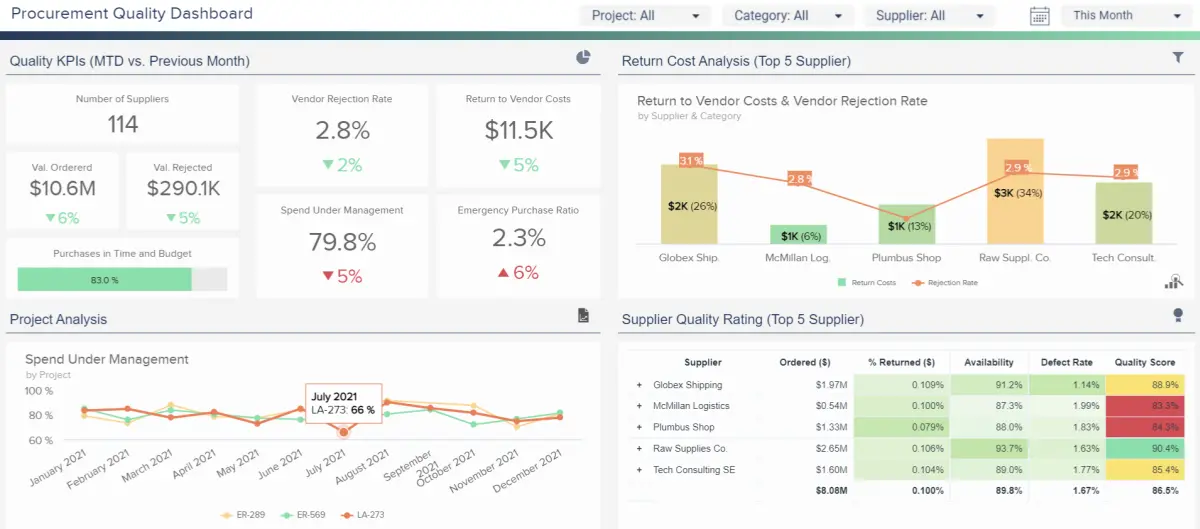 Procurement Quality Dashboard
Project: All
Category: All
Supplier: All
This Month
Quality KPIs (MTD vs. Previous Month)
Number of Suppliers
114
Val. Ordererd
$10.6M
▼6%
Val. Rejected
$290.1K
▼5%
Purchases in Time and Budget
83.0 %
Vendor Rejection Rate
2.8%
▼2%
Return to Vendor Costs
$11.5K
▼5%
Spend Under Management
79.8%
▼5%
Emergency Purchase Ratio
2.3%
▲6%
Return Cost Analysis (Top 5 Supplier)
Return to Vendor Costs & Vendor Rejection Rate
by Supplier & Category
3.1 %
2.8 %
2.9 %
2.9 %
$2K (26%)
$1K (6%)
$1K (13%)
$3K (34%)
$2K (20%)
Globex Ship.
McMillan Log.
Plumbus Shop
Raw Suppl. Co.
Tech Consult.
Return Costs
Rejection Rate
Project Analysis
Spend Under Management
by Project
100 %
80 %
60 %
July 2021
LA-273: 66 %
January 2021
February 2021
March 2021
April 2021
May 2021
June 2021
July 2021
August 2021
September 2021
October 2021
November 2021
December 2021
ER-289
ER-569
LA-273
Supplier Quality Rating (Top 5 Supplier)
Supplier Ordered ($) % Returned ($) Availability Defect Rate Quality Score
+ Globex Shipping $1.97M 0.109% 91.2% 1.14% 88.9%
+ McMillan Logistics $0.54M 0.100% 87.3% 1.99% 83.3%
+ Plumbus Shop $1.33M 0.079% 88.0% 1.83% 84.3%
+ Raw Supplies Co. $2.65M 0.106% 93.7% 1.63% 90.4%
+ Tech Consulting SE $1.60M 0.104% 89.0% 1.77% 85.4%
$8.08M 0.100% 89.8% 1.67% 86.5%